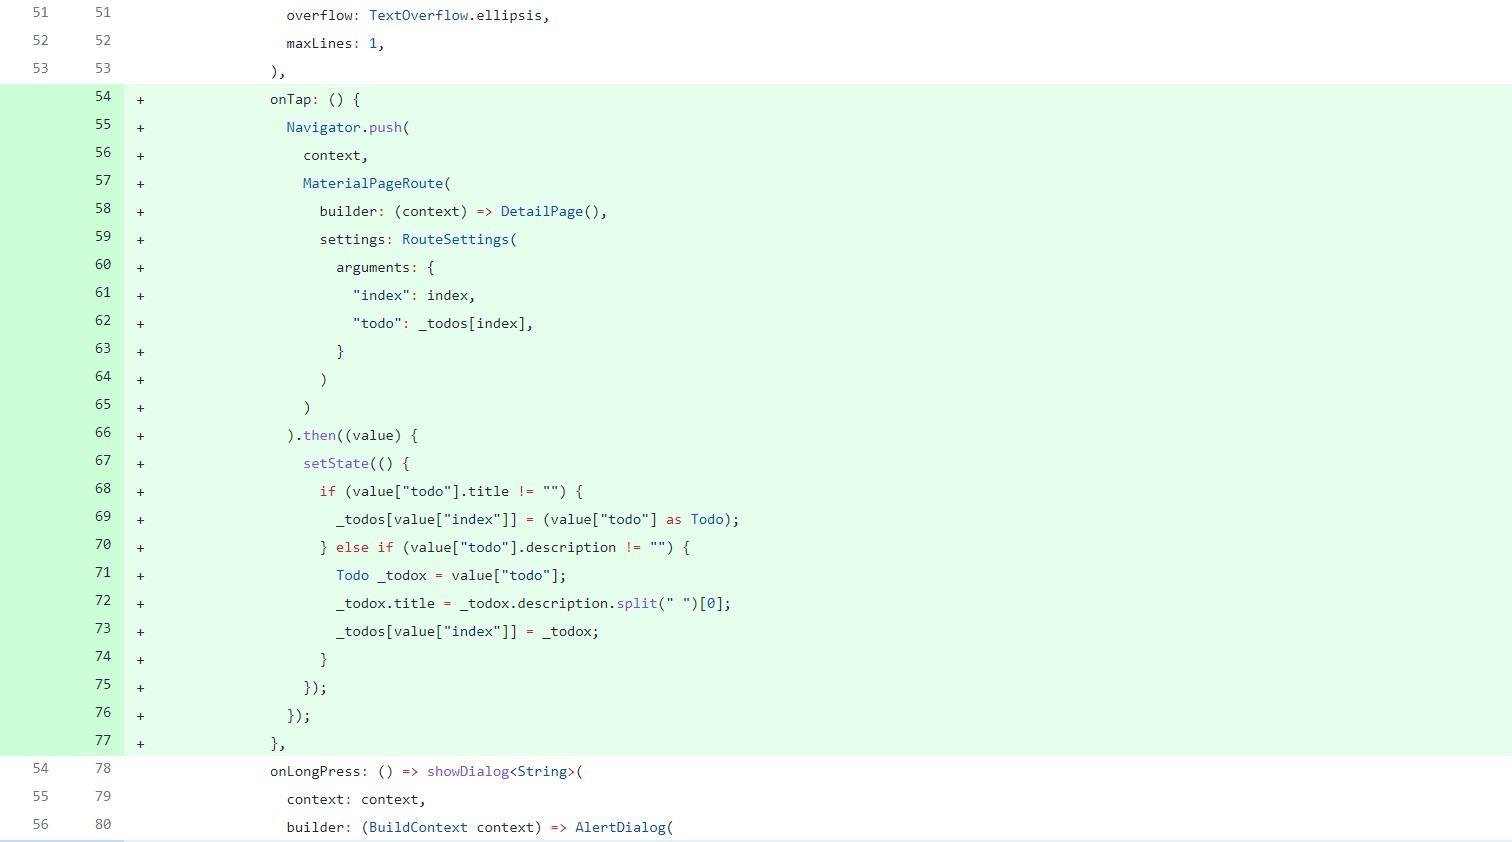 51 51 overflow: TextOverflow.ellipsis,
52 52 maxLines: 1,
53 53 ),
54 + onTap: () {
55 + Navigator.push(
56 + context,
57 + MaterialPageRoute(
58 + builder: (context) => DetailPage(),
59 + settings: RouteSettings(
60 + arguments: {
61 + "index": index,
62 + "todo": _todos[index],
63 + }
64 + )
65 + )
66 + ).then((value) {
67 + setState(() {
68 + if (value["todo"].title != "") {
69 + _todos[value["index"]] = (value["todo"] as Todo);
70 + } else if (value["todo"].description != "") {
71 + Todo _todox = value["todo"];
72 + _todox.title = _todox.description.split(" ")[0];
73 + _todos[value["index"]] = _todox;
74 + }
75 + });
76 + });
77 + },
54 78 onLongPress: () => showDialog<String>(
55 79 context: context,
56 80 builder: (BuildContext context) => AlertDialog(